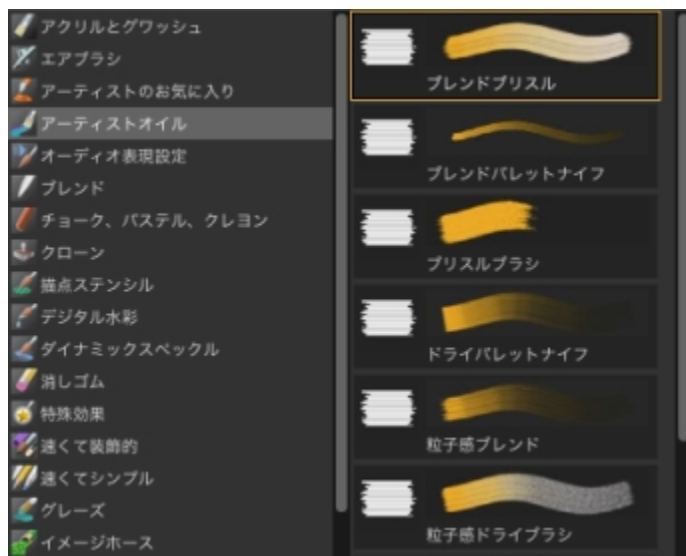 アクリルとグワッシュ
エアブラシ
アーティストのお気に入り
アーティストオイル
オーディオ表現設定
ブレンド
チョーク、パステル、クレヨン
クローン
描点ステンシル
デジタル水彩
ダイナミックスペックル
消しゴム
特殊効果
速くて装飾的
速くてシンプル
グレーズ
イメージホース
ブレンドブリスル
ブレンドパレットナイフ
ブリスルブラシ
ドライパレットナイフ
粒子感ブレンド
粒子感ドライブラシ